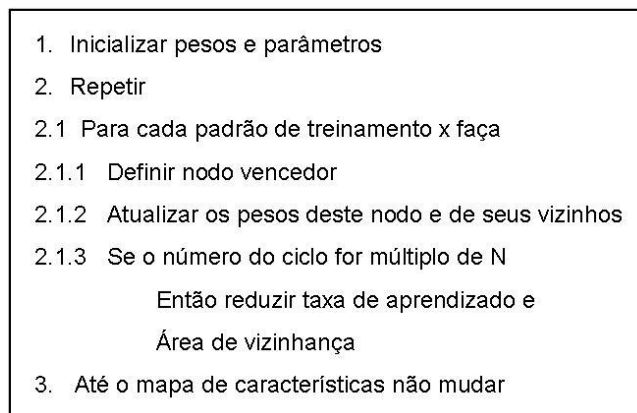 1. Inicializar pesos e parâmetros
2. Repetir
2.1 Para cada padrão de treinamento x faça
2.1.1 Definir nodo vencedor
2.1.2 Atualizar os pesos deste nodo e de seus vizinhos
2.1.3 Se o número do ciclo for múltiplo de N
Então reduzir taxa de aprendizado e
Área de vizinhança
3. Até o mapa de características não mudar